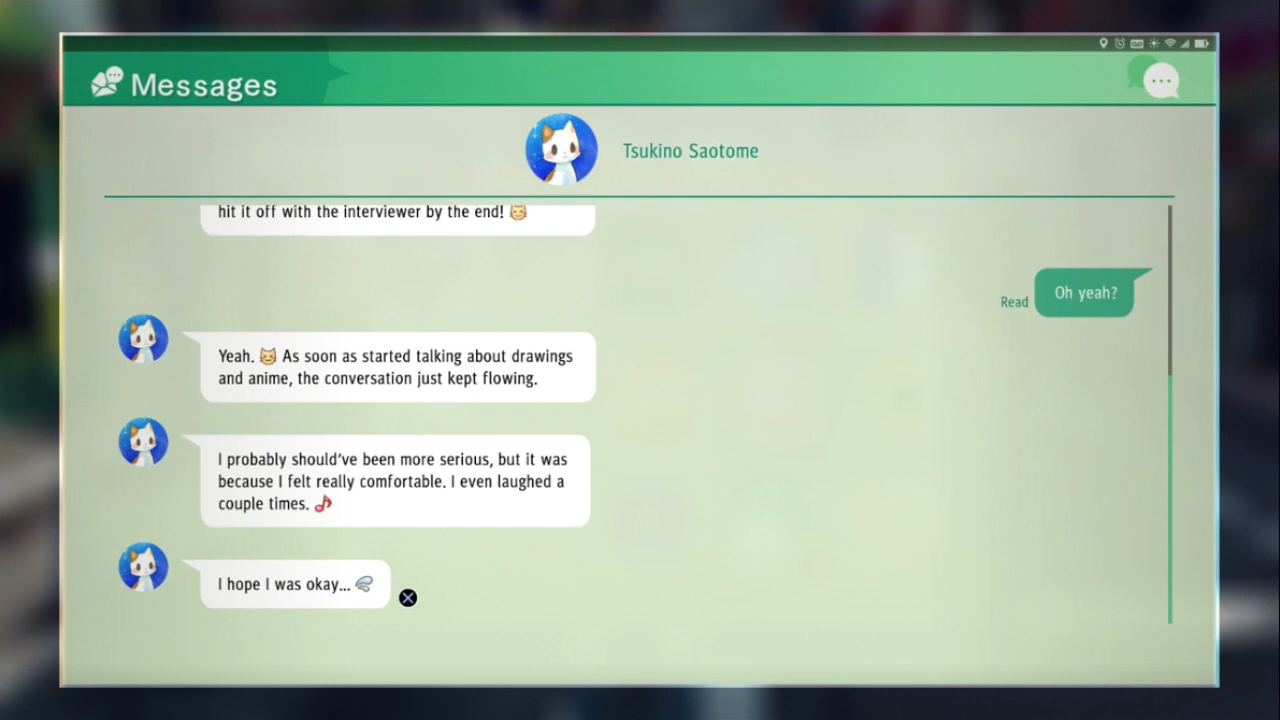 Messages
Tsukino Saotome
hit it off with the interviewer by the end! 😸
Oh yeah?
Read
Yeah. 😸 As soon as started talking about drawings
and anime, the conversation just kept flowing.
I probably should've been more serious, but it was
because I felt really comfortable. I even laughed a
couple times. 🎵
I hope I was okay... 💦